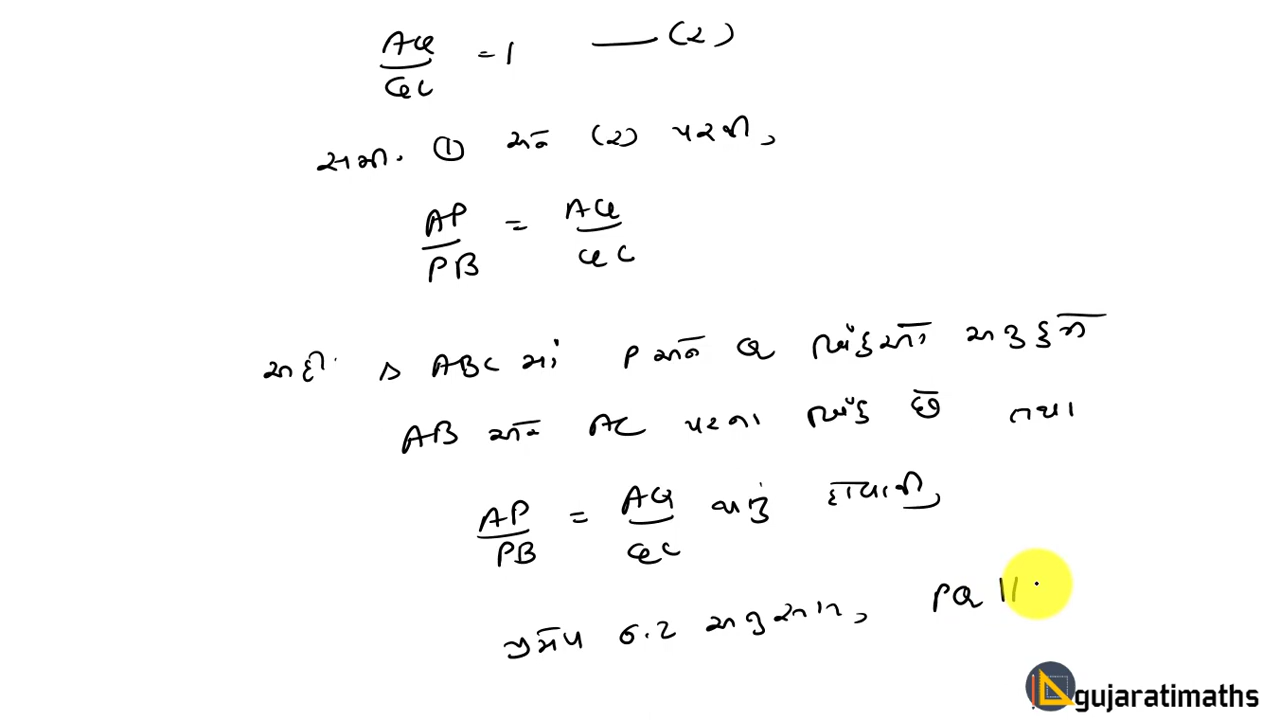 AQ/QC = 1 —— (2)
સમી. ① અને (2) પરથી,
AP/PB = AQ/QC
અહીં Δ ABC માં P અને Q બિંદુઓ અનુક્રમે
AB અને AC પરના બિંદુ છે તથા
AP/PB = AQ/QC થતું હોવાથી,
પ્રમેય 6.2 અનુસાર, PQ ||
gujaratimaths